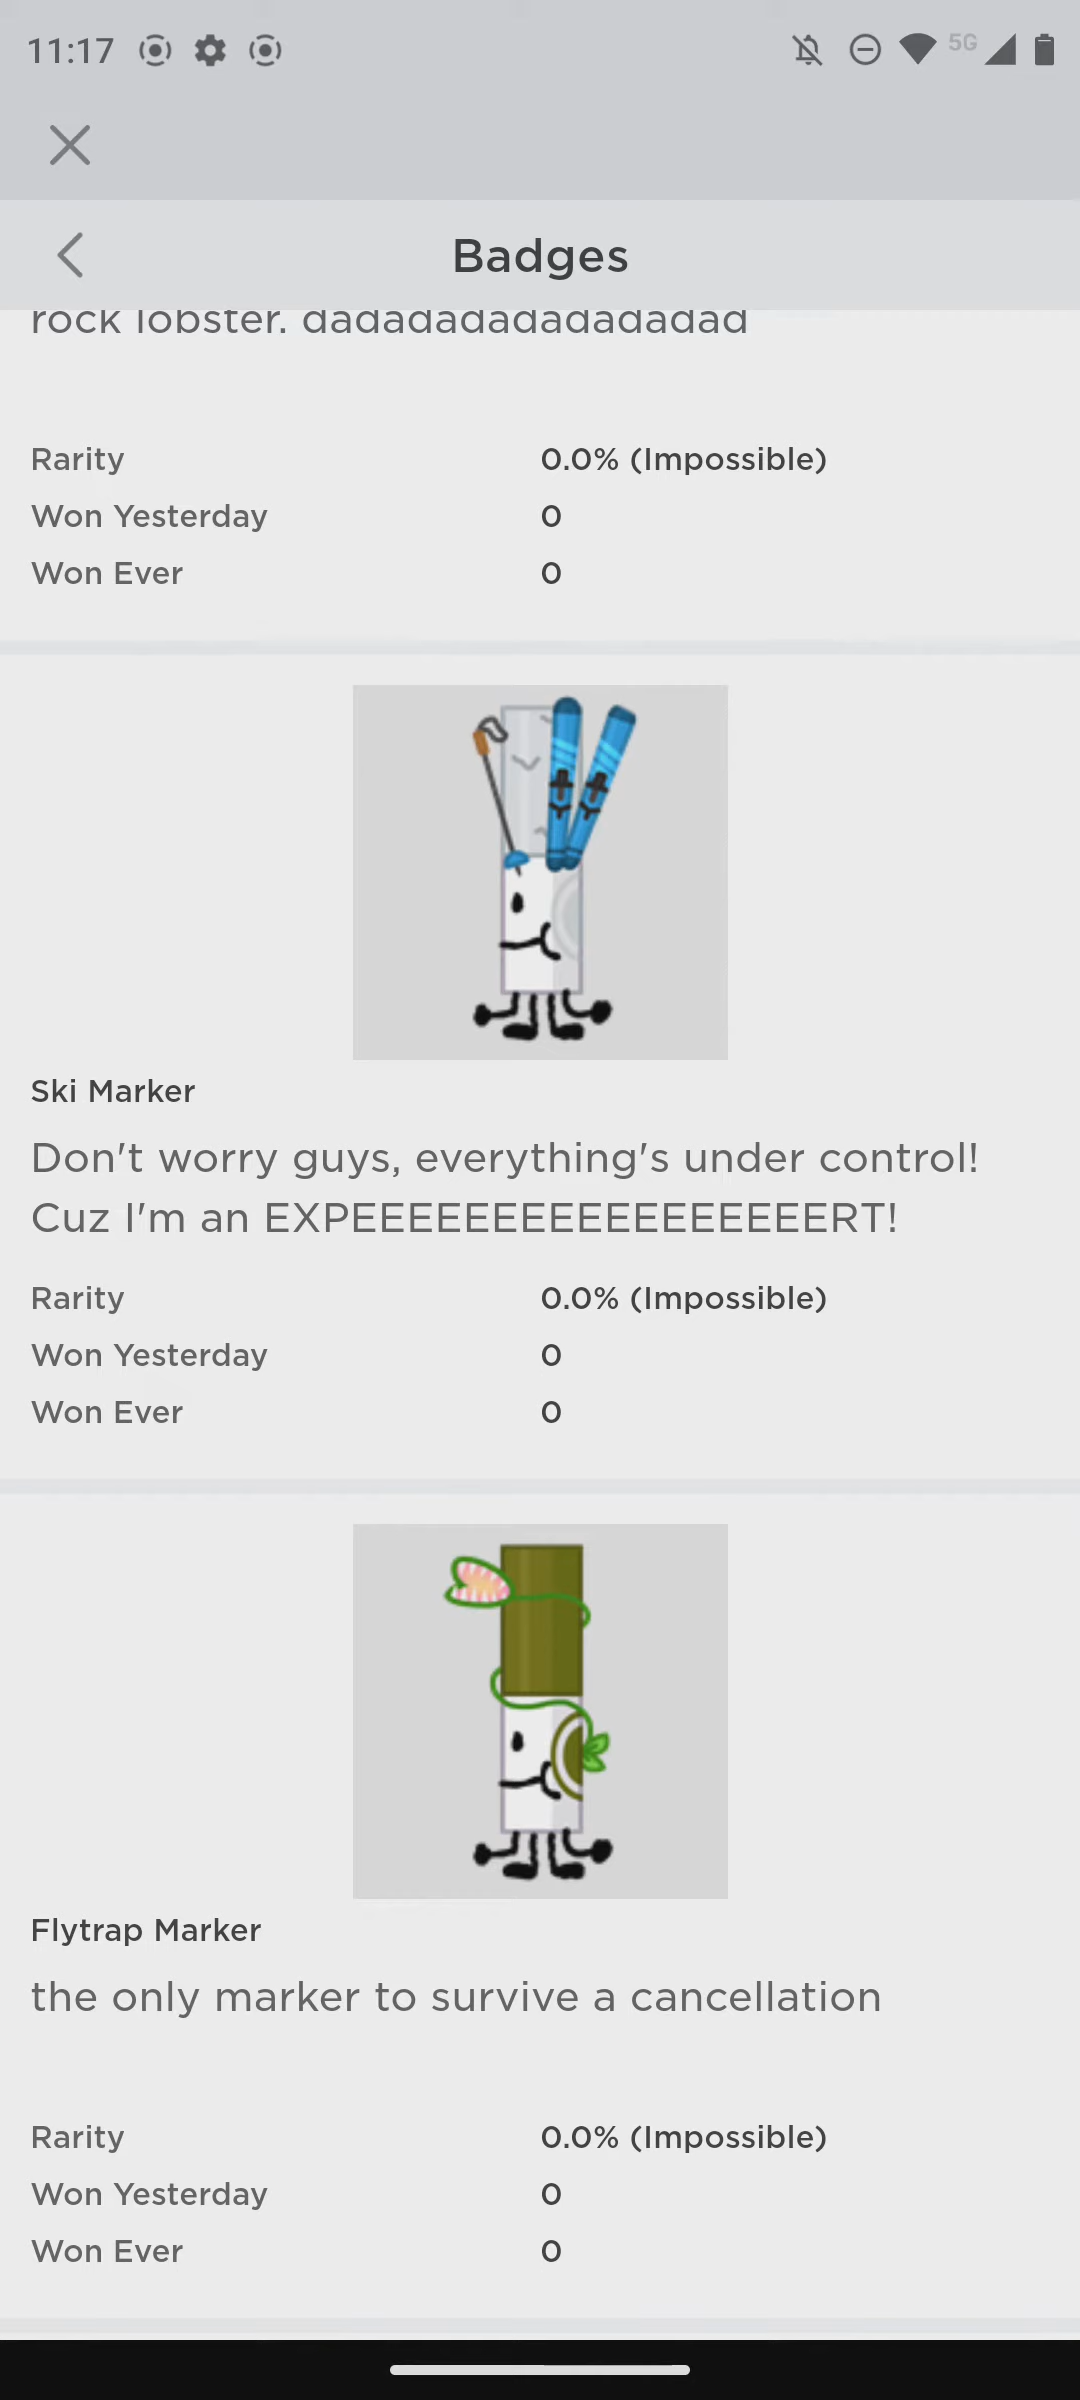 11:17
5G
Badges
rock lobster. dadadadadadadadad
Rarity 0.0% (Impossible)
Won Yesterday 0
Won Ever 0
Ski Marker
Don't worry guys, everything's under control!
Cuz I'm an EXPEEEEEEEEEEEEEEEEERT!
Rarity 0.0% (Impossible)
Won Yesterday 0
Won Ever 0
Flytrap Marker
the only marker to survive a cancellation
Rarity 0.0% (Impossible)
Won Yesterday 0
Won Ever 0